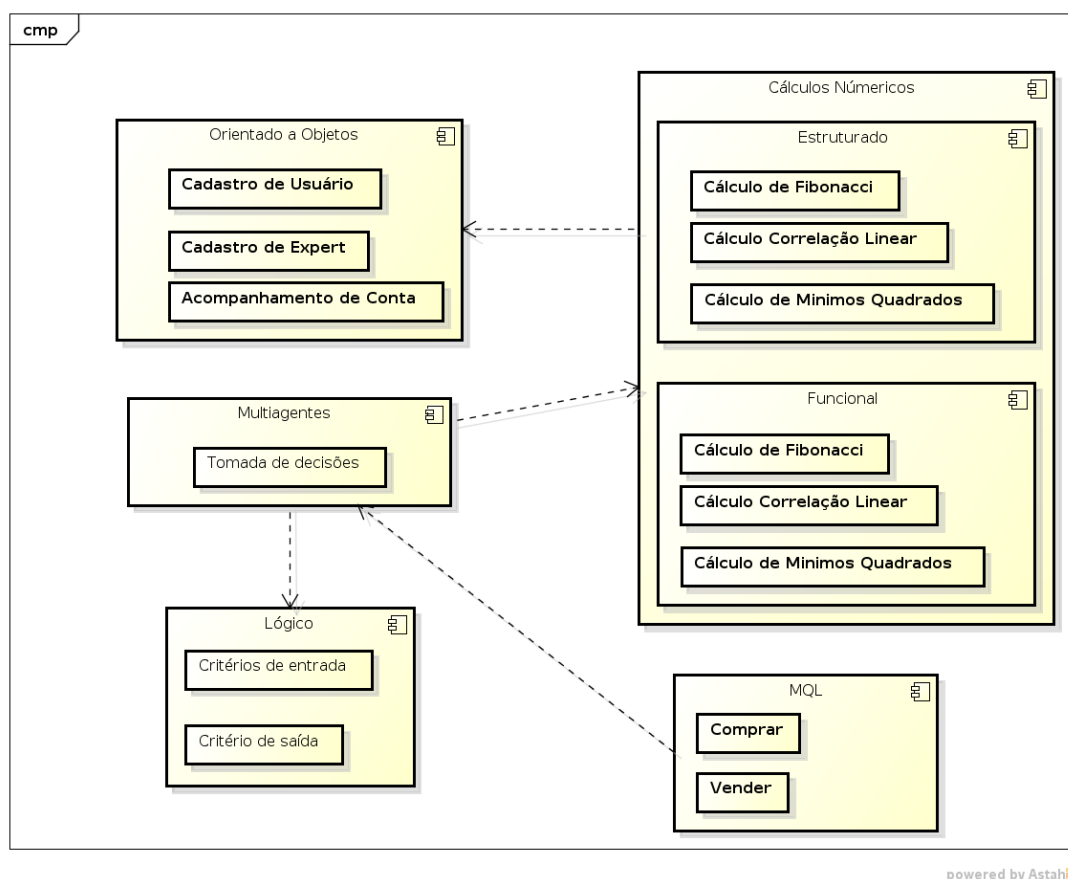 cmp
Orientado a Objetos
Cadastro de Usuário
Cadastro de Expert
Acompanhamento de Conta
Cálculos Númericos
Estruturado
Cálculo de Fibonacci
Cálculo Correlação Linear
Cálculo de Minimos Quadrados
Funcional
Cálculo de Fibonacci
Cálculo Correlação Linear
Cálculo de Minimos Quadrados
Multiagentes
Tomada de decisões
Lógico
Critérios de entrada
Critério de saída
MQL
Comprar
Vender
powered by Astah